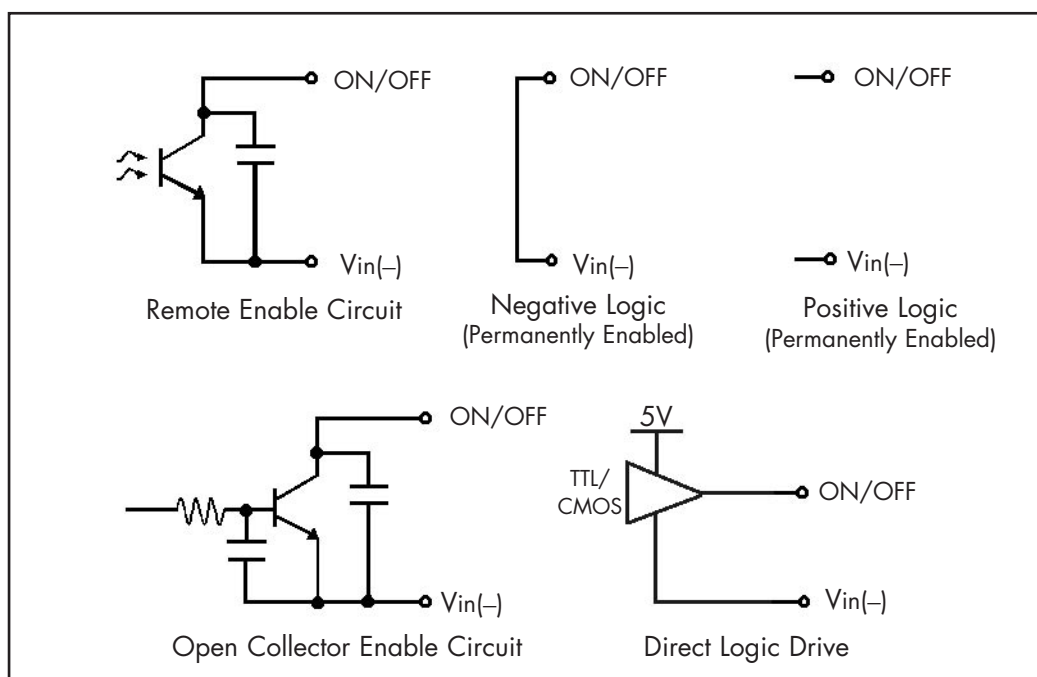 ON/OFF
Vin(–)
Remote Enable Circuit
ON/OFF
Vin(–)
Negative Logic
(Permanently Enabled)
ON/OFF
Vin(–)
Positive Logic
(Permanently Enabled)
ON/OFF
Vin(–)
Open Collector Enable Circuit
5V
TTL/
CMOS
ON/OFF
Vin(–)
Direct Logic Drive